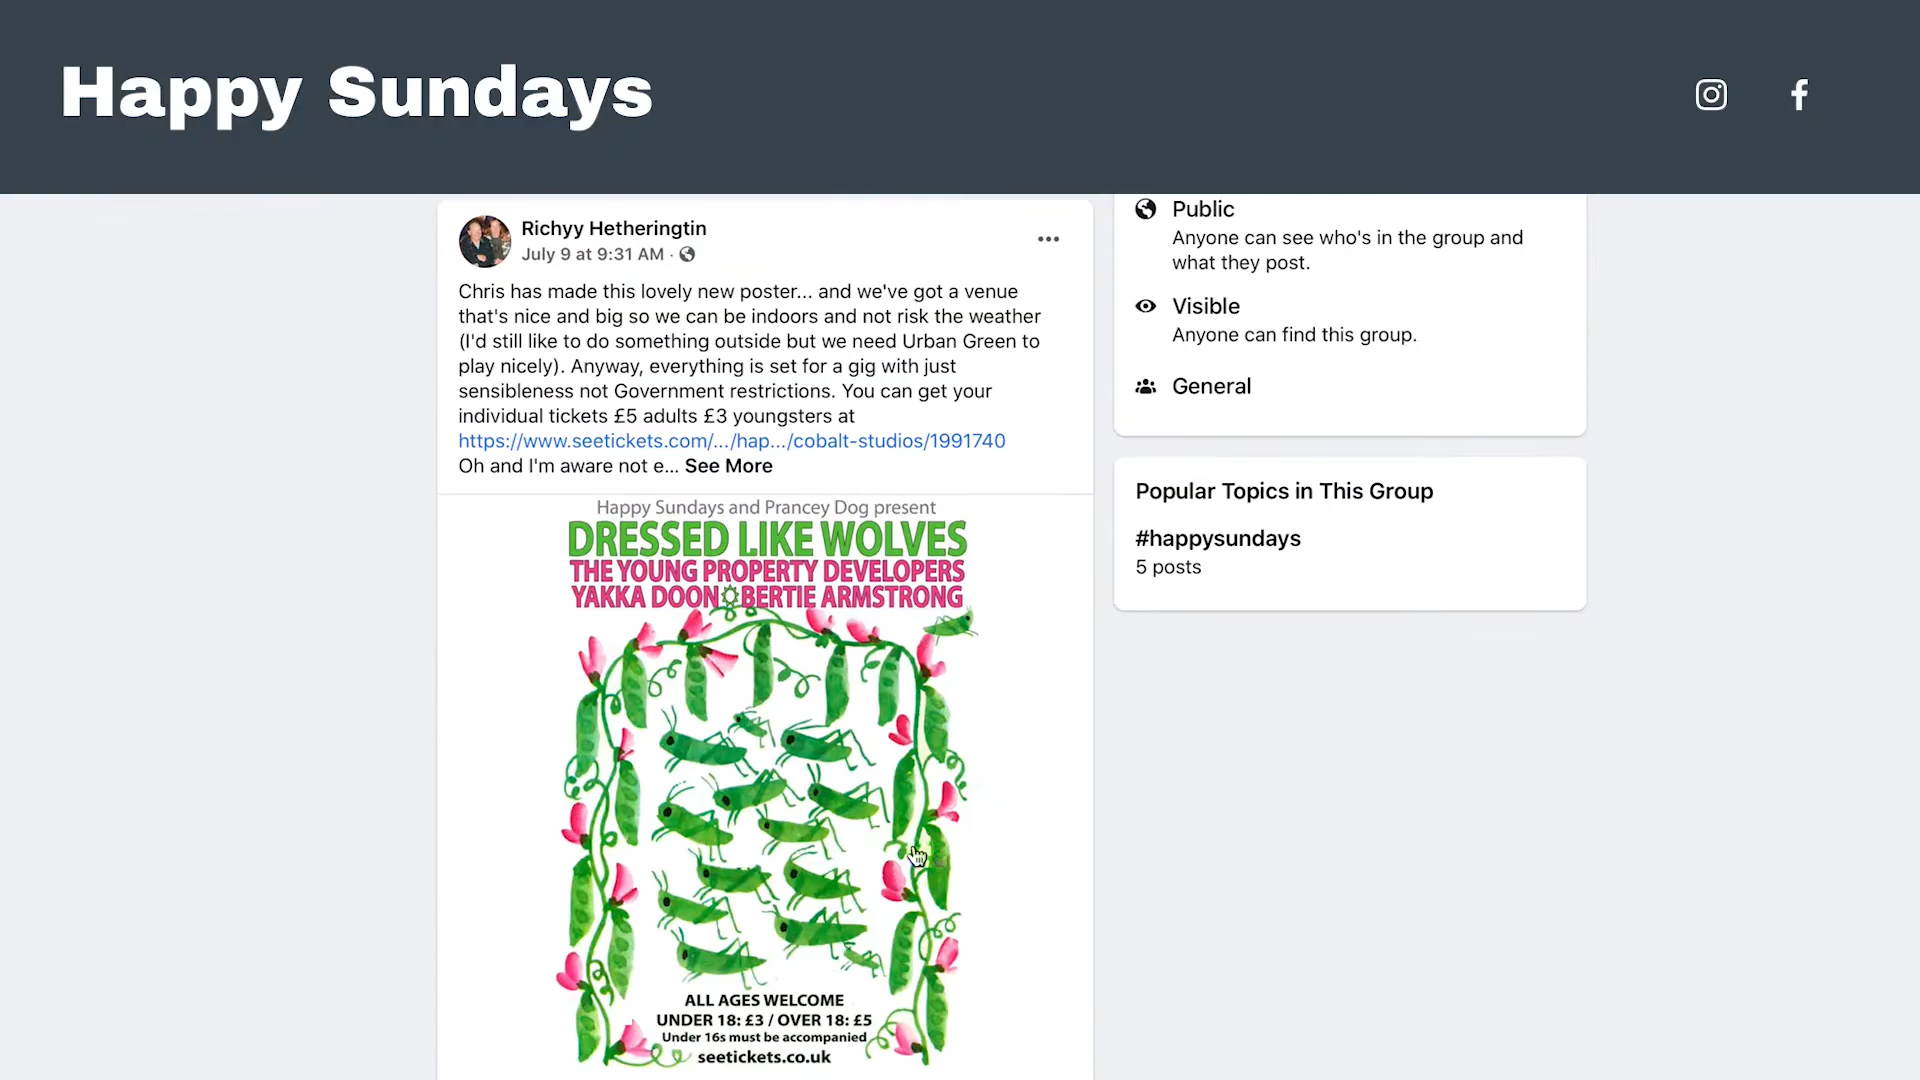 Happy Sundays
Richyy Hetheringtin
July 9 at 9:31 AM ·
Chris has made this lovely new poster... and we've got a venue
that's nice and big so we can be indoors and not risk the weather
(I'd still like to do something outside but we need Urban Green to
play nicely). Anyway, everything is set for a gig with just
sensibleness not Government restrictions. You can get your
individual tickets £5 adults £3 youngsters at
https://www.seetickets.com/.../hap.../cobalt-studios/1991740
Oh and I'm aware not e... See More
Happy Sundays and Prancey Dog present
DRESSED LIKE WOLVES
THE YOUNG PROPERTY DEVELOPERS
YAKKA DOON BERTIE ARMSTRONG
ALL AGES WELCOME
UNDER 18: £3 / OVER 18: £5
Under 16s must be accompanied
seetickets.co.uk
Public
Anyone can see who's in the group and
what they post.
Visible
Anyone can find this group.
General
Popular Topics in This Group
#happysundays
5 posts